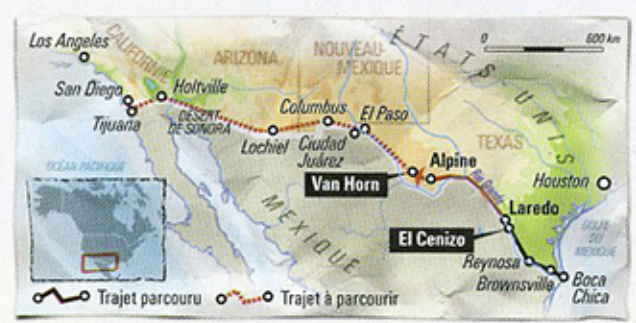 Los Angeles
CALIFORNIE
ARIZONA
NOUVEAU-
MEXIQUE
ÉTATS-UNIS
0 600 km
San Diego
Holtville
Tijuana
DÉSERT
DE SONORA
Columbus
El Paso
Lochiel
Ciudad
Juárez
TEXAS
OCÉAN PACIFIQUE
Van Horn
Alpine
Rio Grande
Houston
MEXIQUE
Laredo
El Cenizo
GOLFE
DU
MEXIQUE
Reynosa
Brownsville
Boca
Chica
Trajet parcouru
Trajet à parcourir